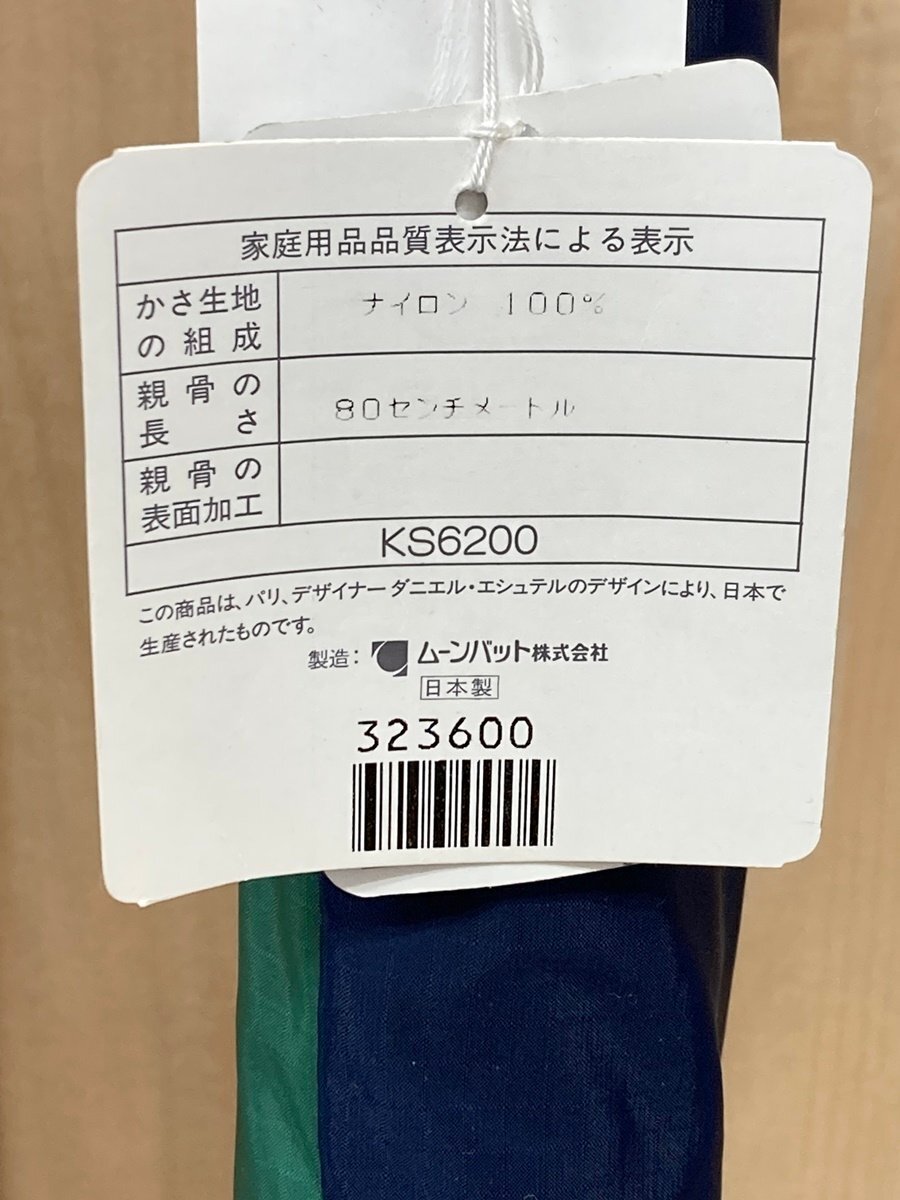 家庭用品品質表示法による表示
かさ生地
の組成
ナイロン 100%
親骨の
長さ
80センチメートル
親骨の
表面加工
KS6200
この商品は、パリ、デザイナー ダニエル・エシュテルのデザインにより、日本で
生産されたものです。
製造: ムーンバット株式会社
日本製
323600